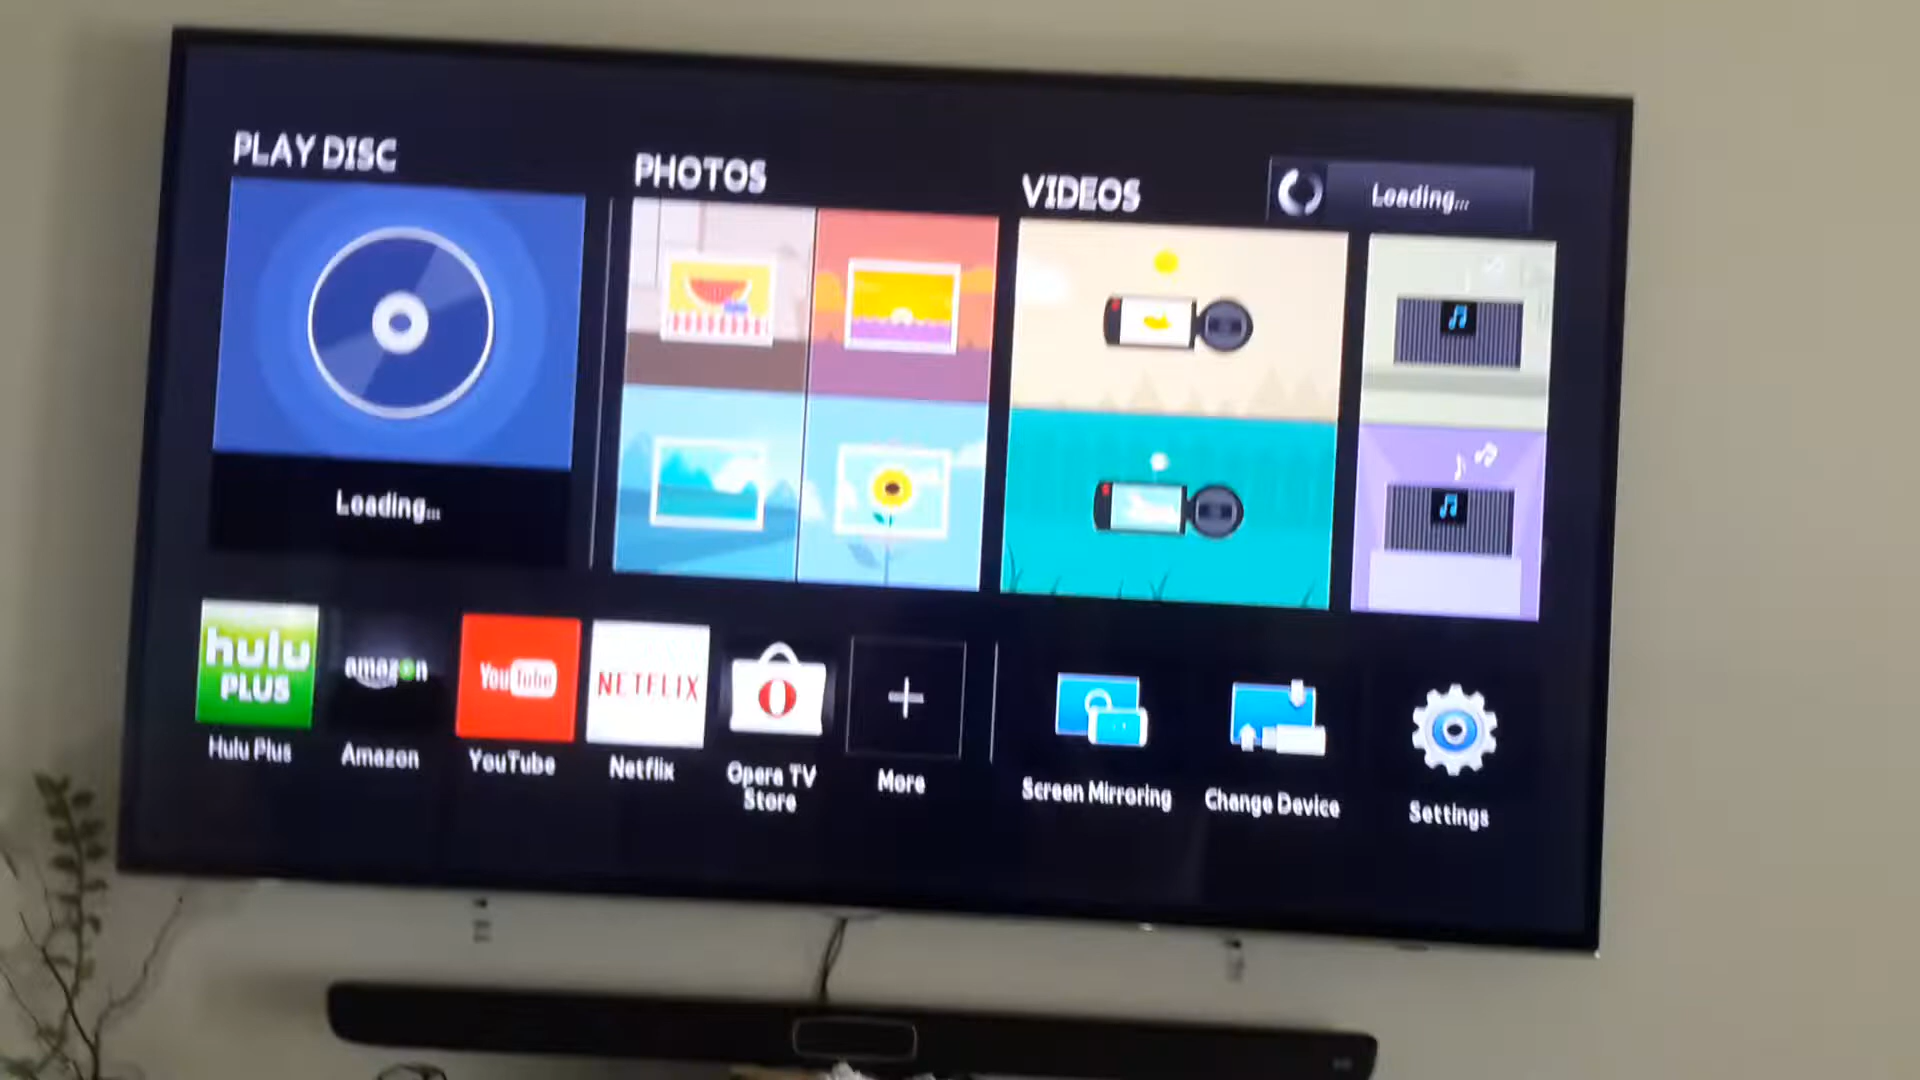 PLAY DISC
PHOTOS
VIDEOS
Loading...
Loading...
hulu
PLUS
amazon
YouTube
NETFLIX
Hulu Plus
Amazon
YouTube
Netflix
Opera TV
Store
More
Screen Mirroring
Change Device
Settings